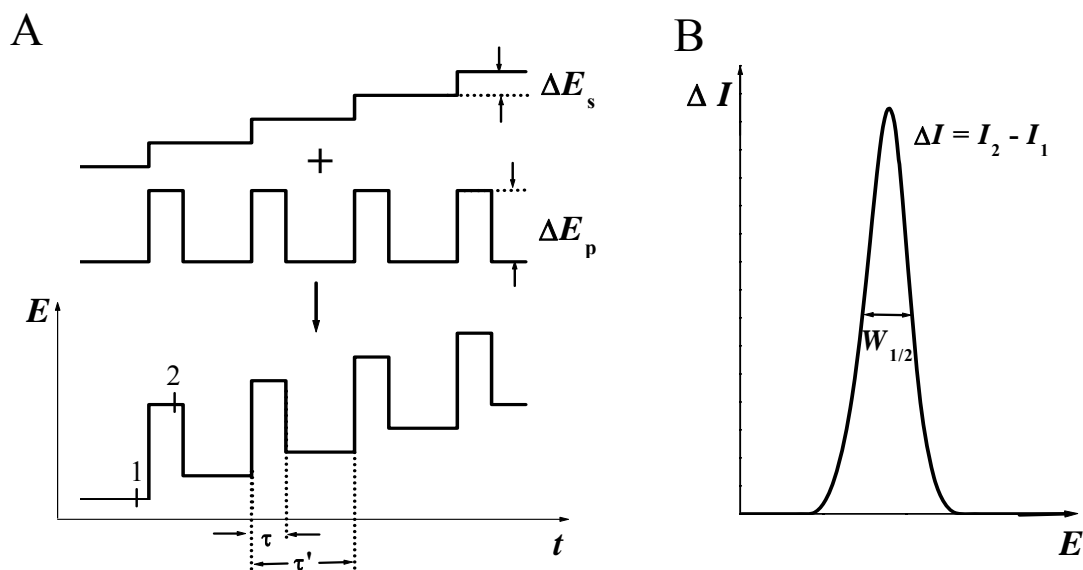 A
ΔE_s
+
ΔE_p
E
2
1
τ
τ'
t
B
Δ I
ΔI = I_2 - I_1
W_1/2
E